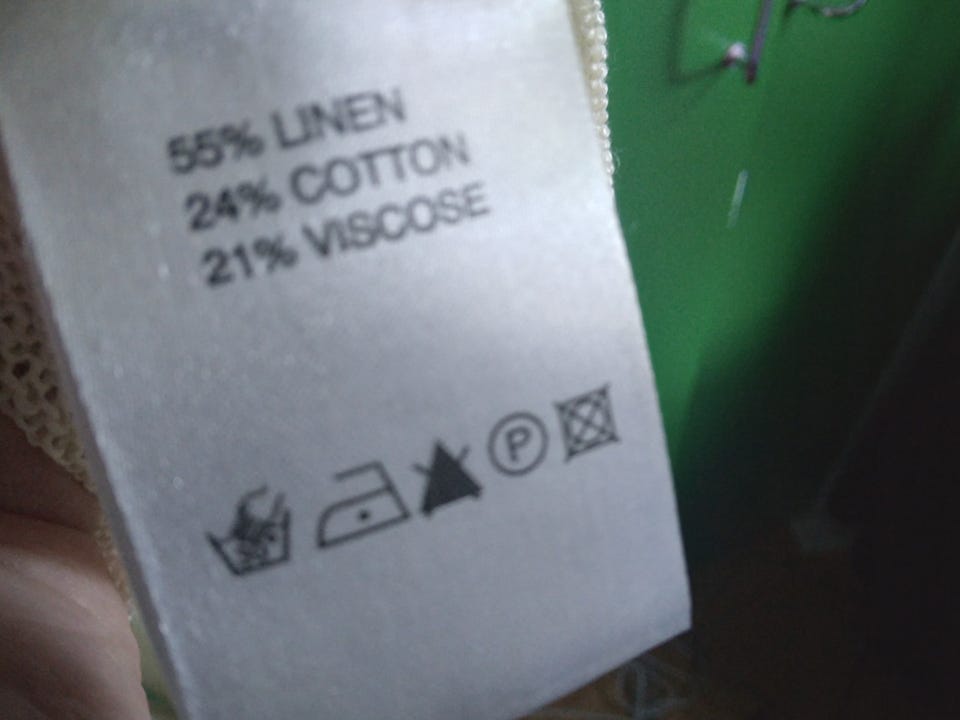 55% LINEN
24% COTTON
21% VISCOSE
P